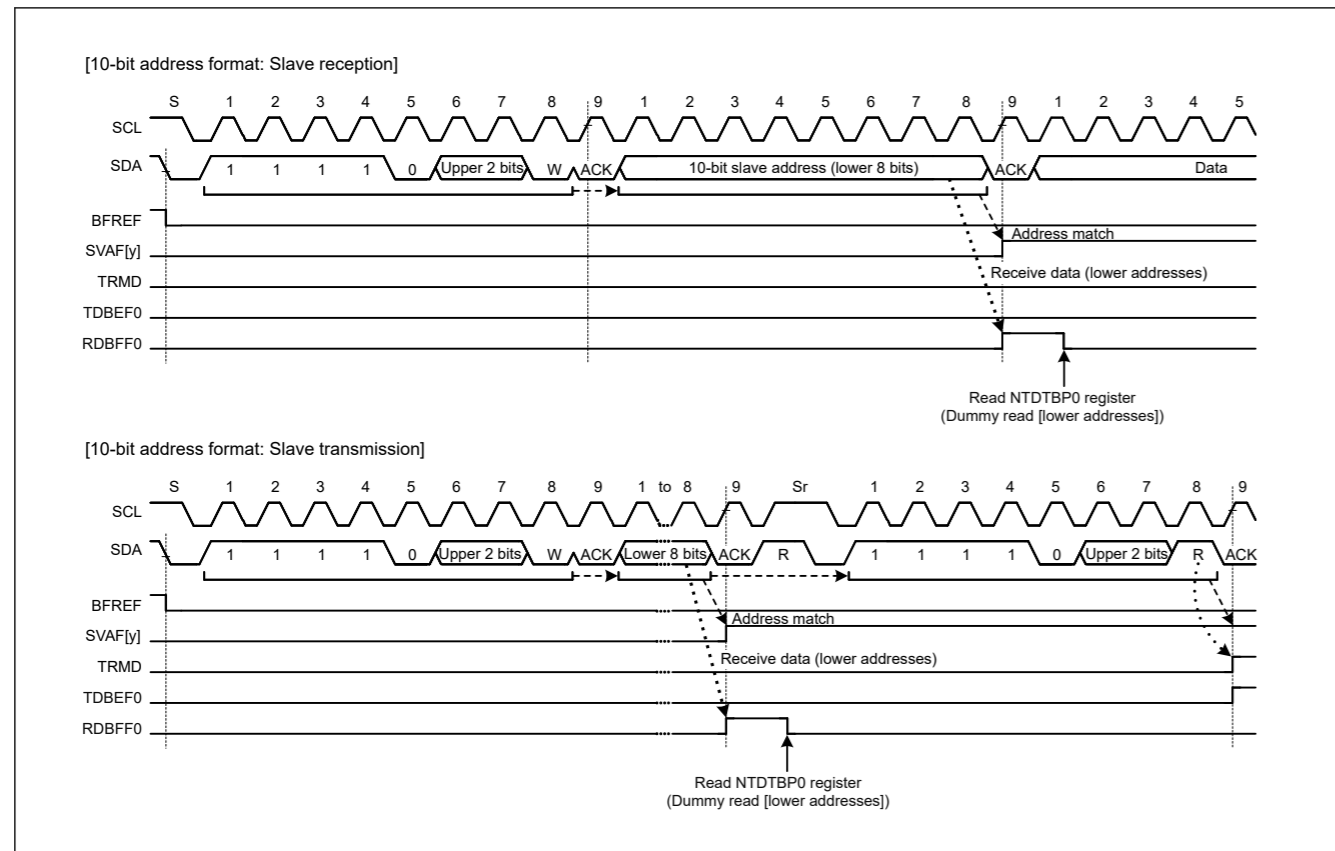 [10-bit address format: Slave reception]
S 1 2 3 4 5 6 7 8 9 1 2 3 4 5 6 7 8 9 1 2 3 4 5
SCL
SDA 1 1 1 1 0 Upper 2 bits W ACK 10-bit slave address (lower 8 bits) ACK Data
BFREF
Address match
SVAF[y]
Receive data (lower addresses)
TRMD
TDBEF0
RDBFF0
Read NTDTBP0 register
(Dummy read [lower addresses])
[10-bit address format: Slave transmission]
S 1 2 3 4 5 6 7 8 9 1 to 8 9 Sr 1 2 3 4 5 6 7 8 9
SCL
SDA 1 1 1 1 0 Upper 2 bits W ACK Lower 8 bits ACK R 1 1 1 1 0 Upper 2 bits R ACK
BFREF
Address match
SVAF[y]
Receive data (lower addresses)
TRMD
TDBEF0
RDBFF0
Read NTDTBP0 register
(Dummy read [lower addresses])